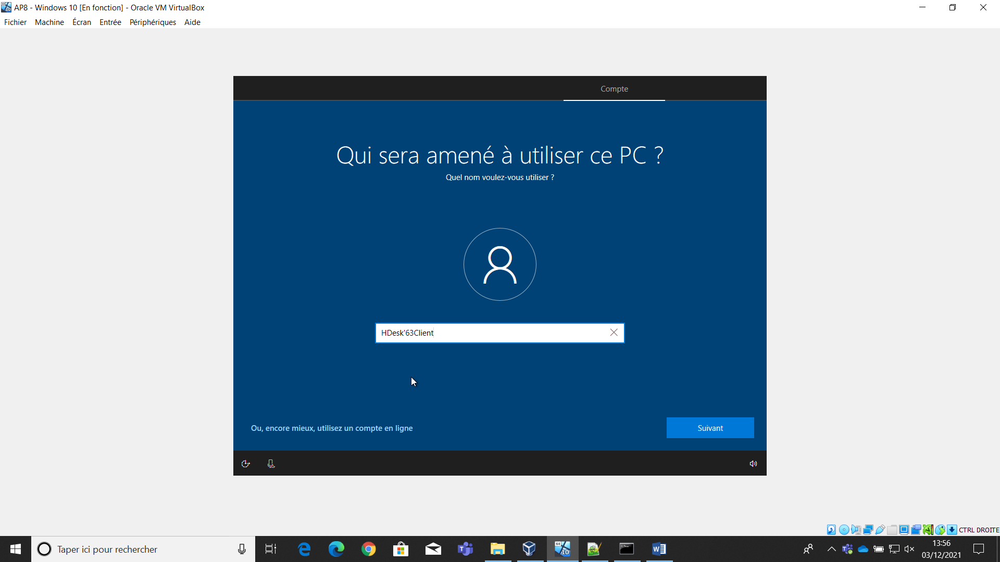 AP8 - Windows 10 [En fonction] - Oracle VM VirtualBox
Fichier Machine Écran Entrée Périphériques Aide
Compte
Qui sera amené à utiliser ce PC ?
Quel nom voulez-vous utiliser ?
HDesk'63Client
Ou, encore mieux, utilisez un compte en ligne
Suivant
CTRL DROITE
Taper ici pour rechercher
13:56
03/12/2021